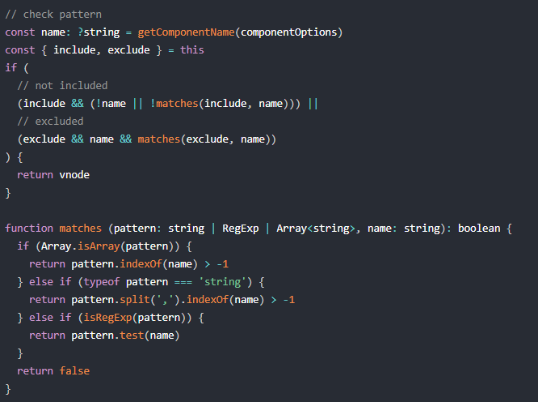 // check pattern
const name: ?string = getComponentName(componentOptions)
const { include, exclude } = this
if (
  // not included
  (include && (!name || !matches(include, name))) ||
  // excluded
  (exclude && name && matches(exclude, name))
) {
  return vnode
}

function matches (pattern: string | RegExp | Array<string>, name: string): boolean {
  if (Array.isArray(pattern)) {
    return pattern.indexOf(name) > -1
  } else if (typeof pattern === 'string') {
    return pattern.split(',').indexOf(name) > -1
  } else if (isRegExp(pattern)) {
    return pattern.test(name)
  }
  return false
}